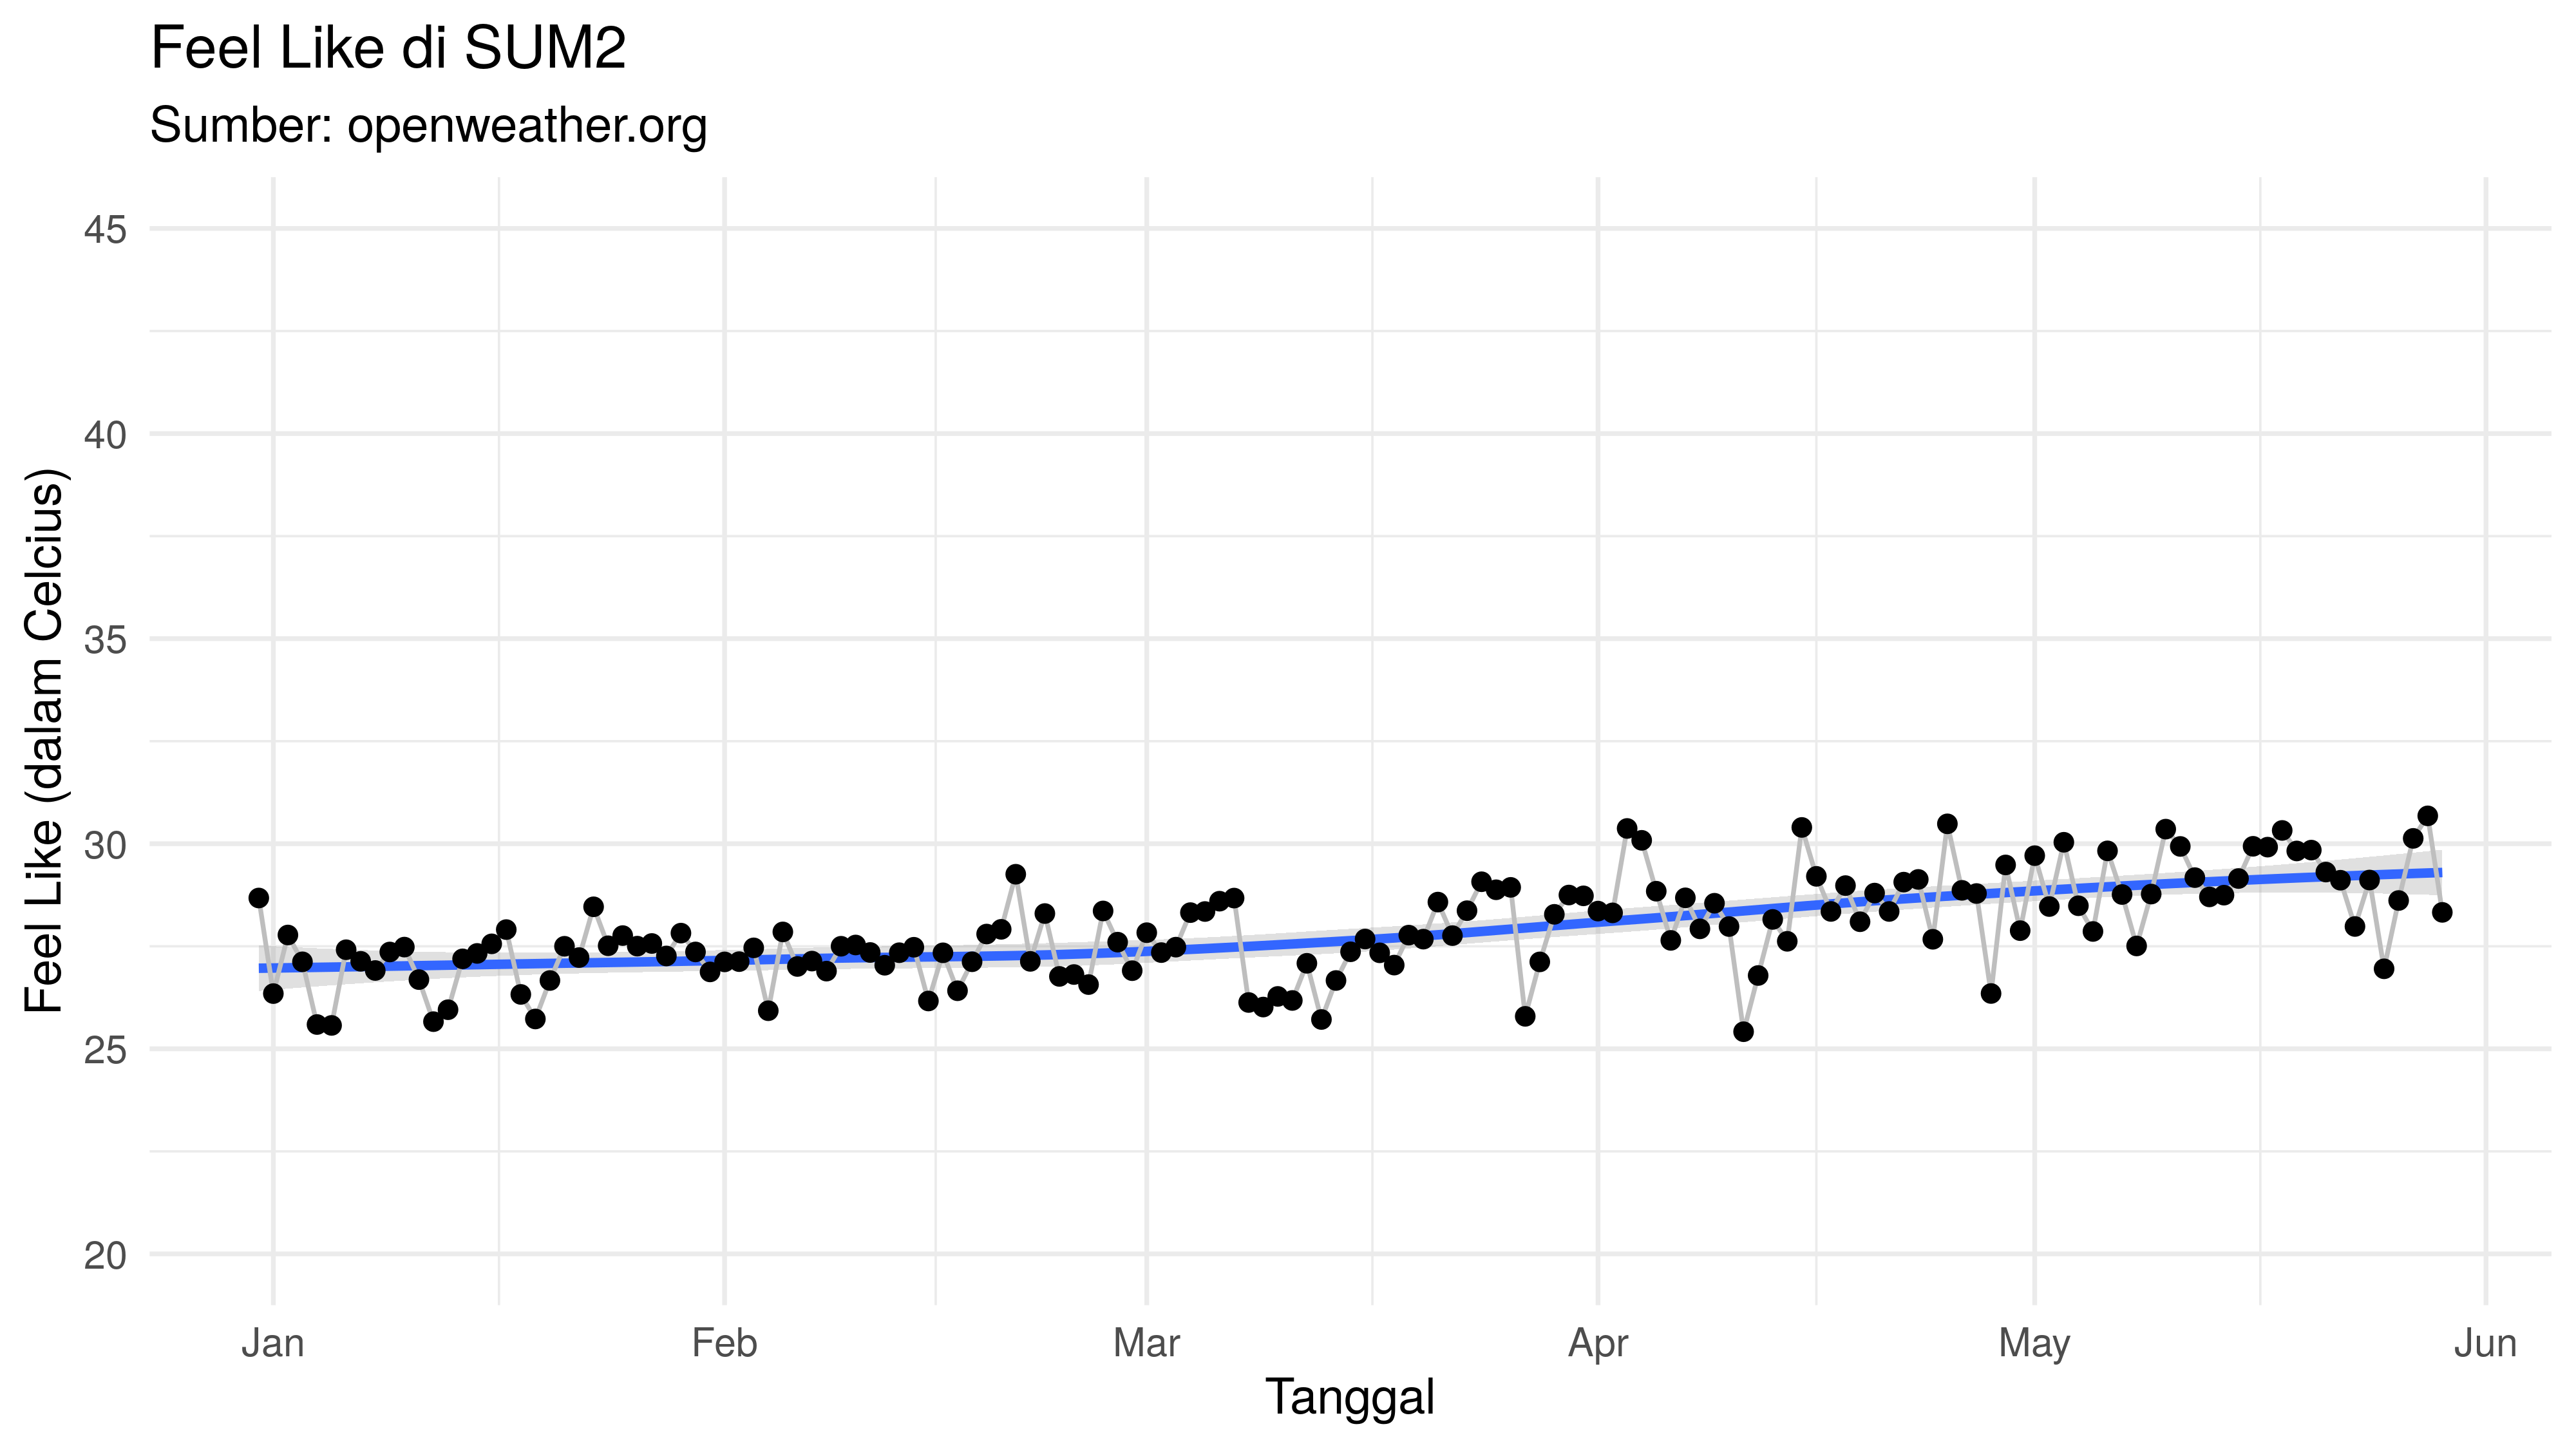 Feel Like di SUM2
Sumber: openweather.org
Feel Like (dalam Celcius)
45
40
35
30
25
20
Jan Feb Mar Apr May Jun
Tanggal